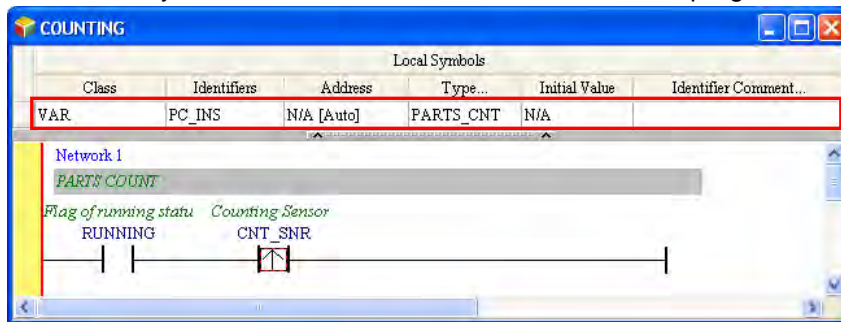 COUNTING
Local Symbols
Class Identifiers Address Type... Initial Value Identifier Comment...
VAR PC_INS N/A [Auto] PARTS_CNT N/A
Network 1
PARTS COUNT
Flag of running statu Counting Sensor
RUNNING CNT_SNR